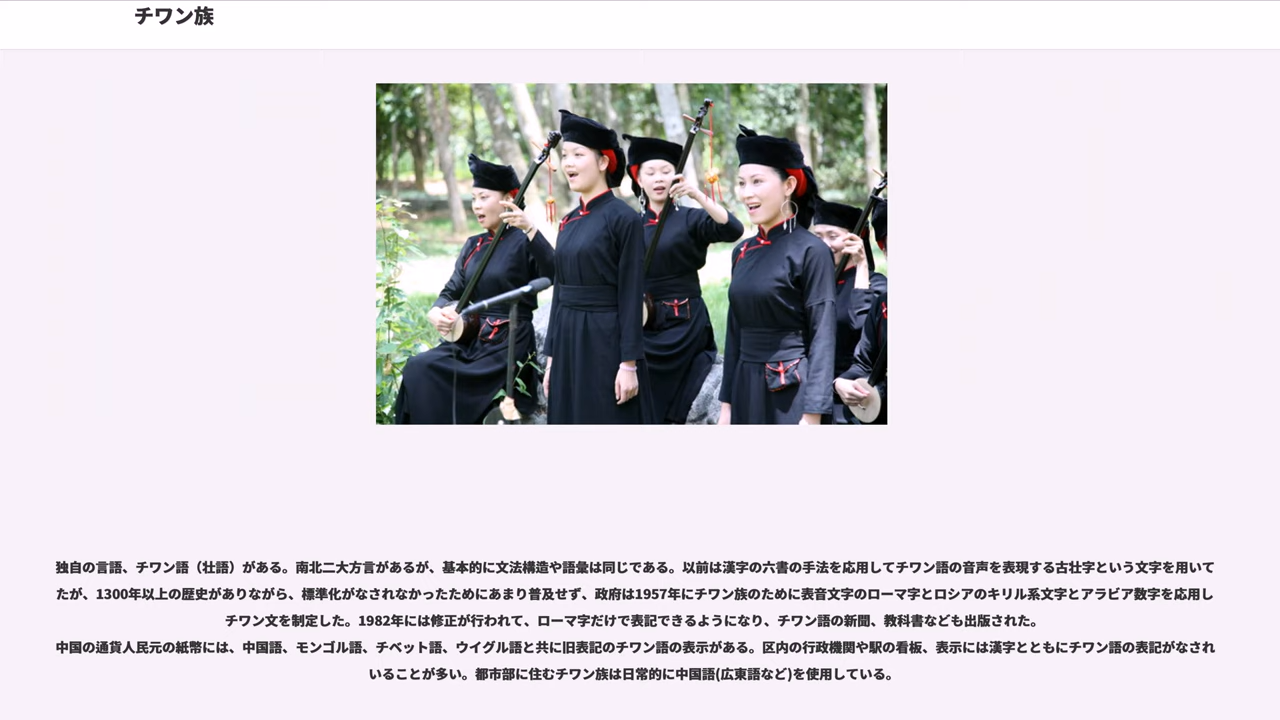 チワン族
独自の言語、チワン語（壮語）がある。南北二大方言があるが、基本的に文法構造や語彙は同じである。以前は漢字の六書の手法を応用してチワン語の音声を表現する古壮字という文字を用いて
たが、1300年以上の歴史がありながら、標準化がなされなかったためにあまり普及せず、政府は1957年にチワン族のために表音文字のローマ字とロシアのキリル系文字とアラビア数字を応用し
チワン文を制定した。1982年には修正が行われて、ローマ字だけで表記できるようになり、チワン語の新聞、教科書なども出版された。
中国の通貨人民元の紙幣には、中国語、モンゴル語、チベット語、ウイグル語と共に旧表記のチワン語の表示がある。区内の行政機関や駅の看板、表示には漢字とともにチワン語の表記がなされ
いることが多い。都市部に住むチワン族は日常的に中国語(広東語など)を使用している。